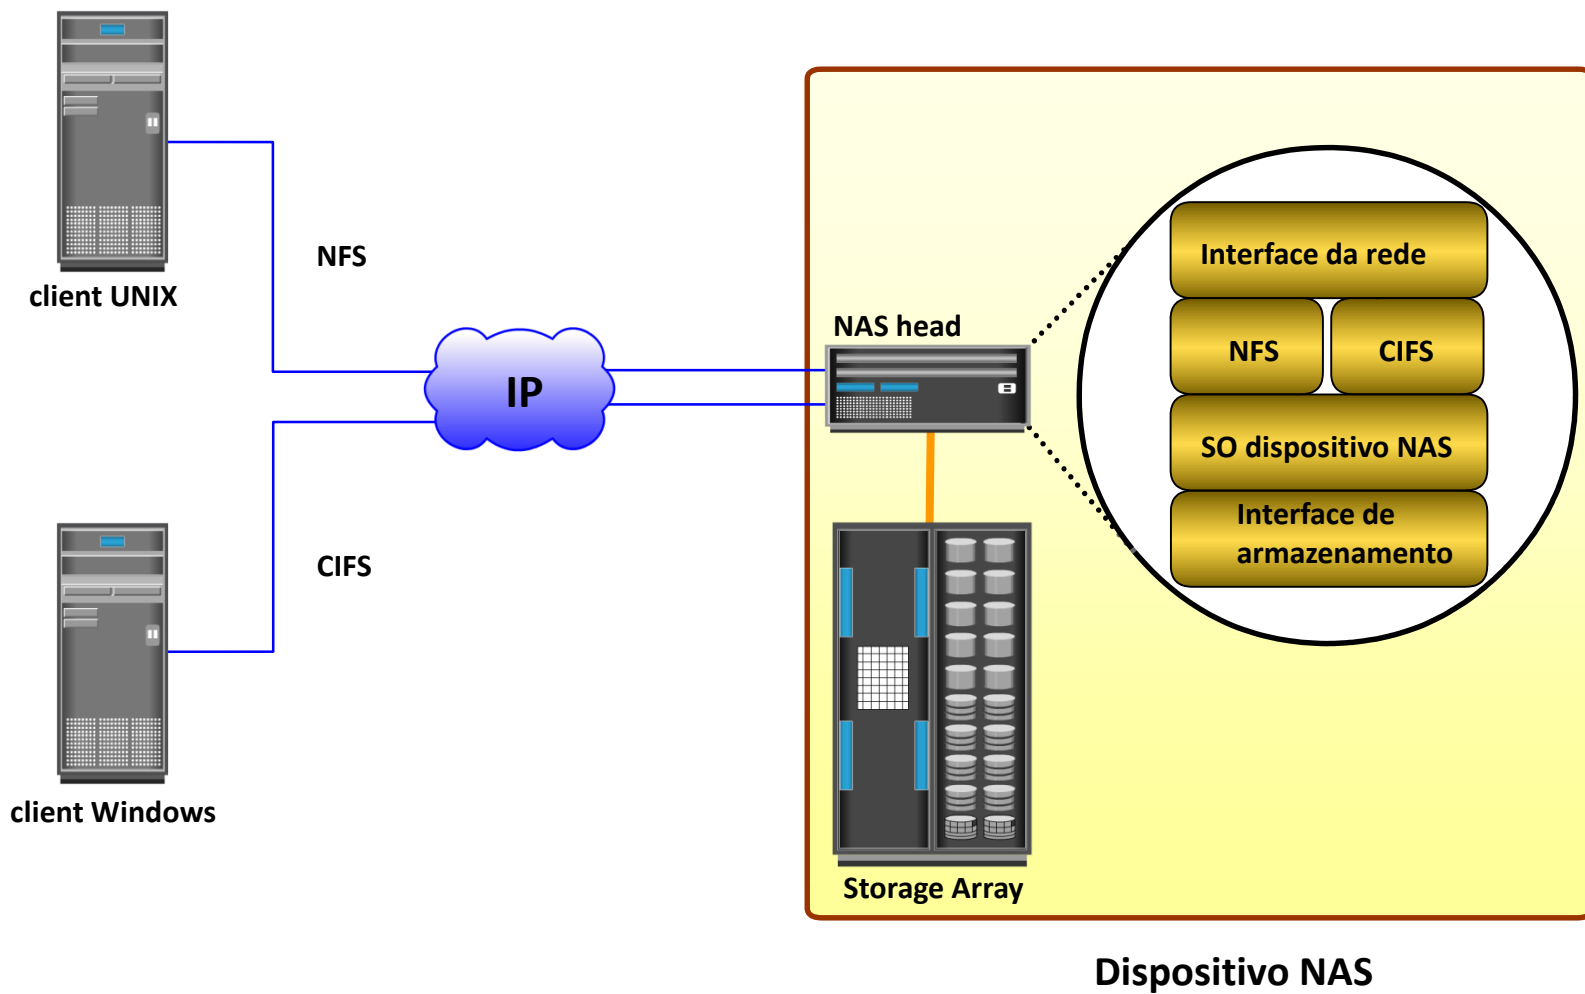 client UNIX
NFS
IP
CIFS
client Windows
NAS head
Interface da rede
NFS
CIFS
SO dispositivo NAS
Interface de
armazenamento
Storage Array
Dispositivo NAS